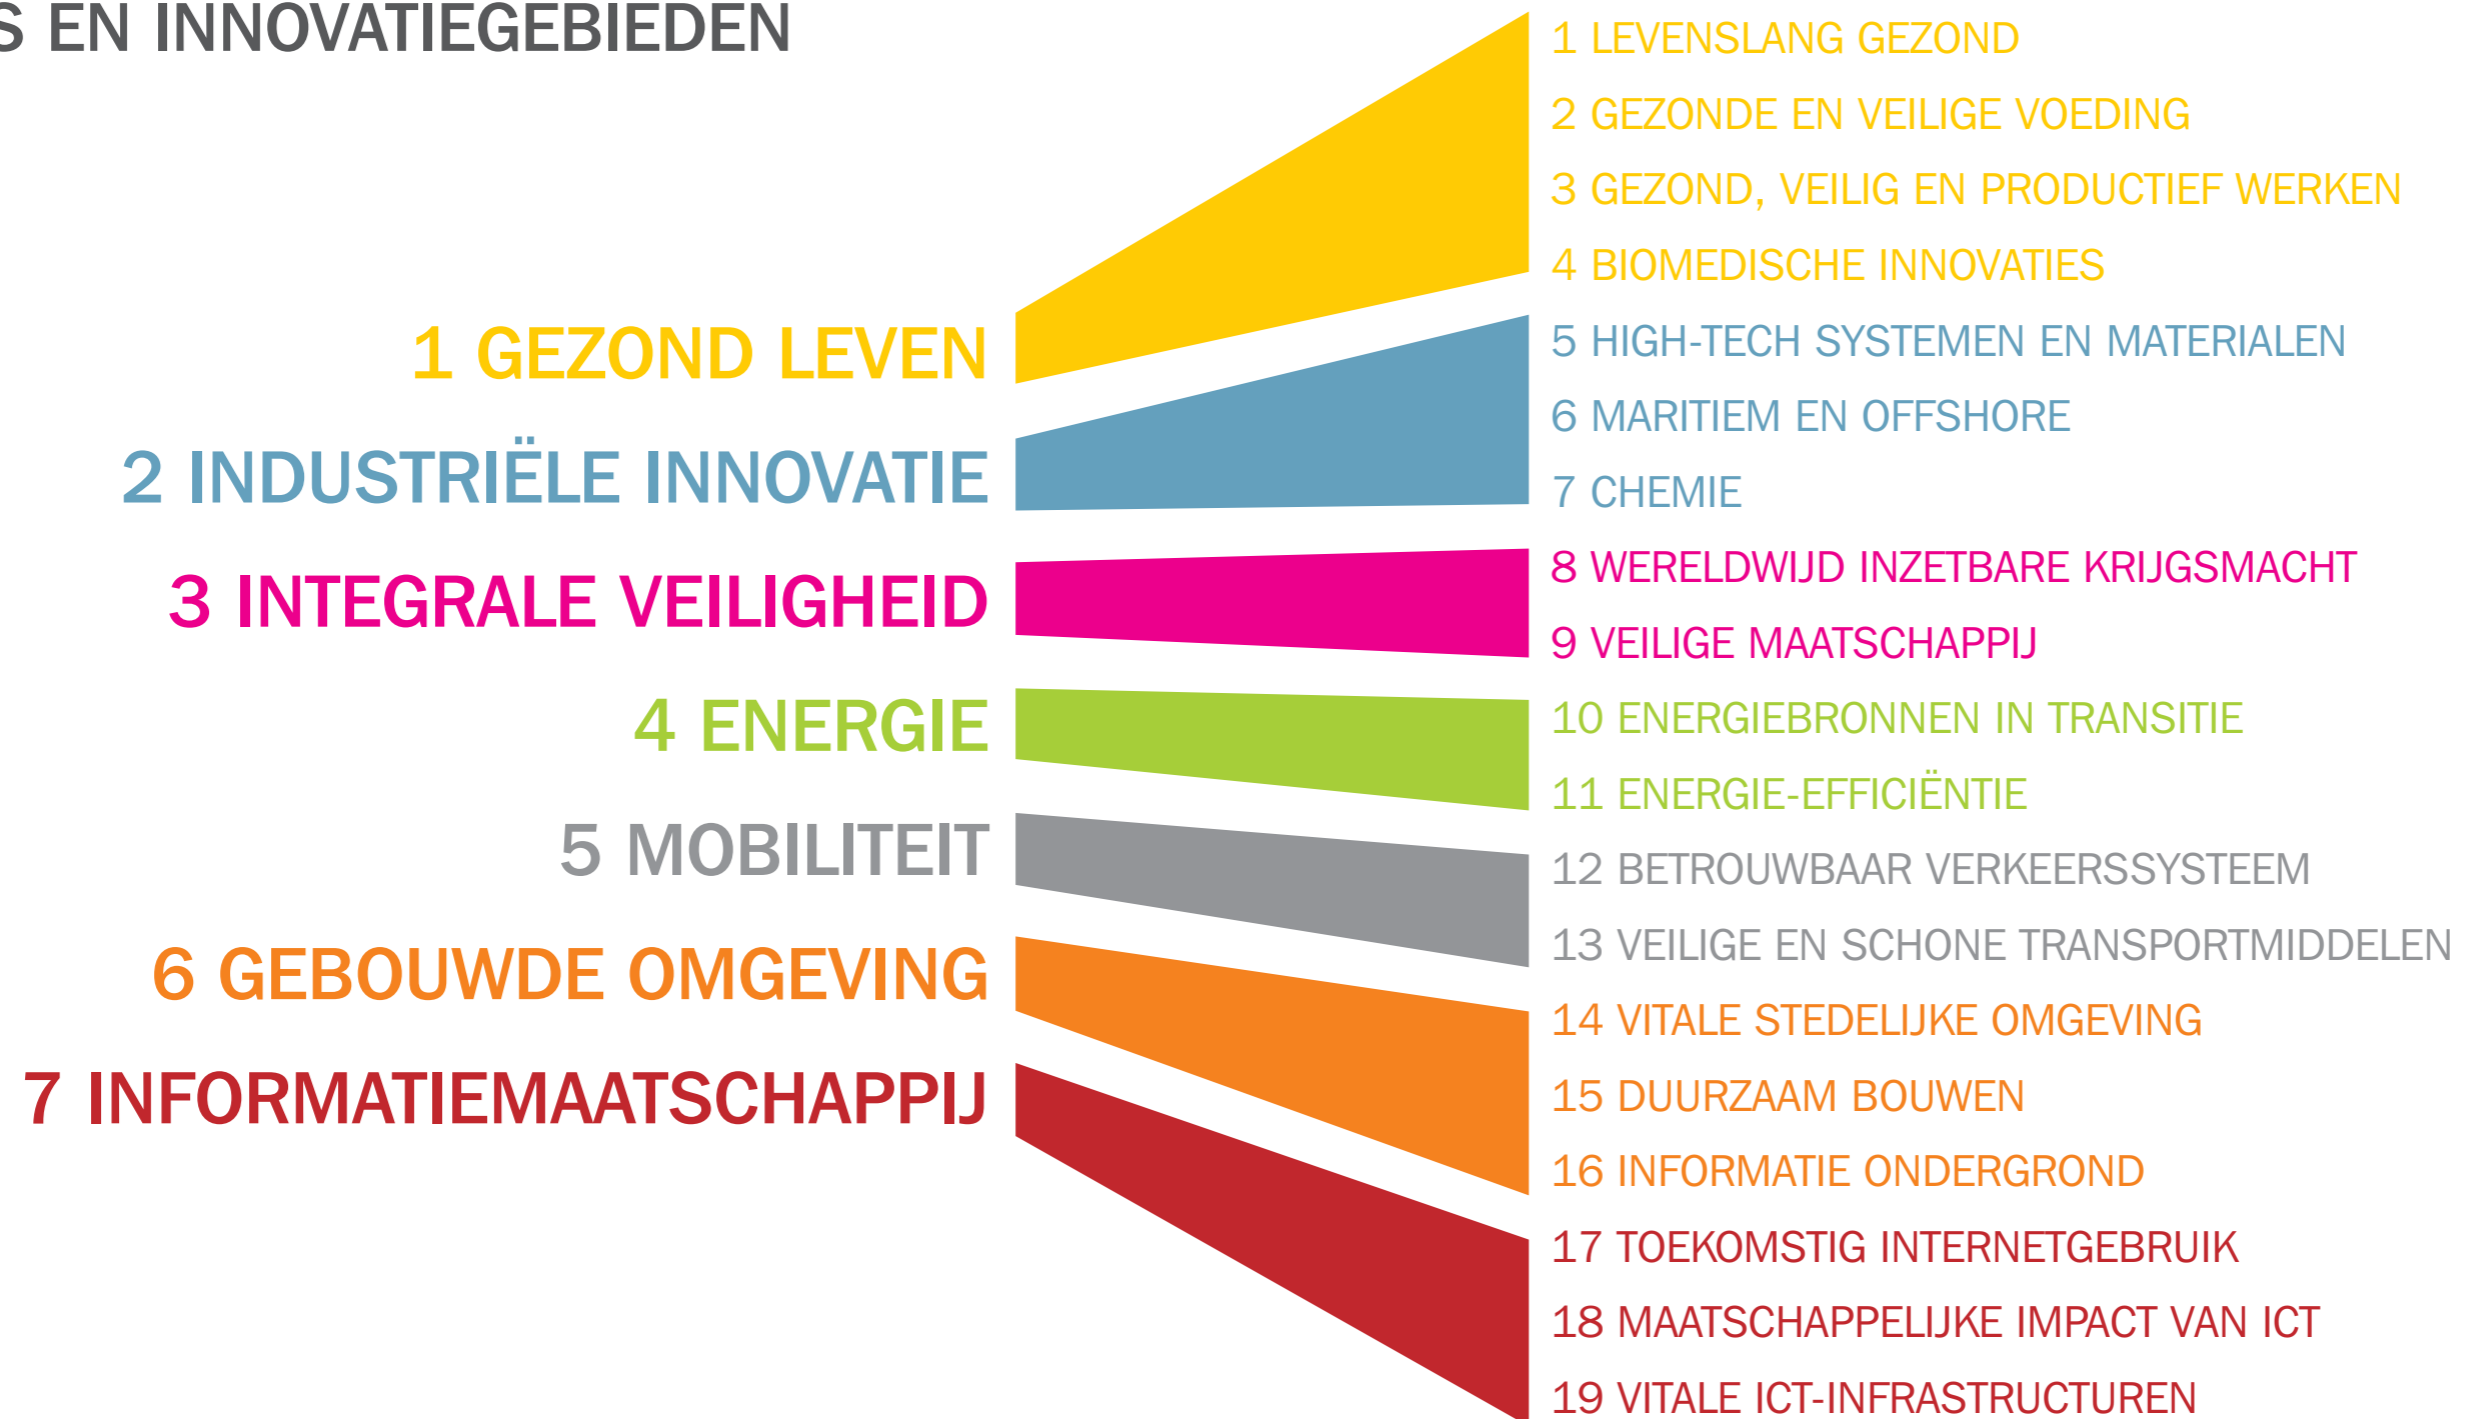 EN INNOVATIEGEBIEDEN
1 GEZOND LEVEN
2 INDUSTRIËLE INNOVATIE
3 INTEGRALE VEILIGHEID
4 ENERGIE
5 MOBILITEIT
6 GEBOUWDE OMGEVING
7 INFORMATIEMAATSCHAPPIJ
1 LEVENSLANG GEZOND
2 GEZONDE EN VEILIGE VOEDING
3 GEZOND, VEILIG EN PRODUCTIEF WERKEN
4 BIOMEDISCHE INNOVATIES
5 HIGH-TECH SYSTEMEN EN MATERIALEN
6 MARITIEM EN OFFSHORE
7 CHEMIE
8 WERELDWIJD INZETBARE KRIJGSMACHT
9 VEILIGE MAATSCHAPPIJ
10 ENERGIEBRONNEN IN TRANSITIE
11 ENERGIE-EFFICIËNTIE
12 BETROUWBAAR VERKEERSSYSTEEM
13 VEILIGE EN SCHONE TRANSPORTMIDDELEN
14 VITALE STEDELIJKE OMGEVING
15 DUURZAAM BOUWEN
16 INFORMATIE ONDERGROND
17 TOEKOMSTIG INTERNETGEBRUIK
18 MAATSCHAPPELIJKE IMPACT VAN ICT
19 VITALE ICT-INFRASTRUCTUREN